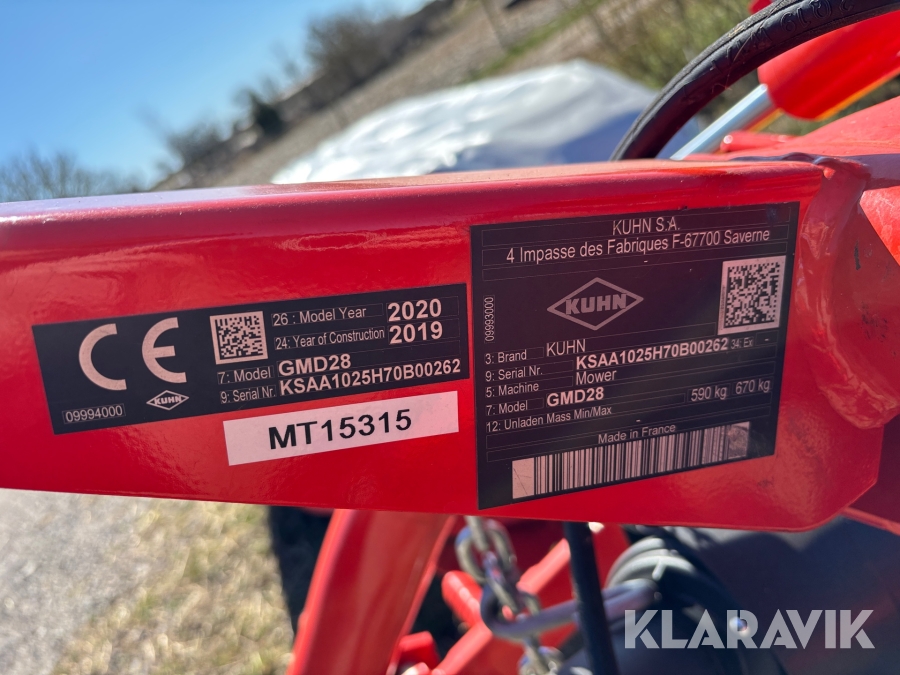 CE
26 : Model Year 2020
24: Year of Construction 2019
7: Model GMD28
9: Serial Nr. KSAA1025H70B00262
09994000
KUHN
MT15315
KUHN S.A.
4 Impasse des Fabriques F-67700 Saverne
KUHN
09993000
3: Brand KUHN
9: Serial Nr. KSAA1025H70B00262 34: Ex -
5: Machine Mower
7: Model GMD28
12: Unladen Mass Min/Max 590 kg 670 kg
Made in France
KLARAVIK